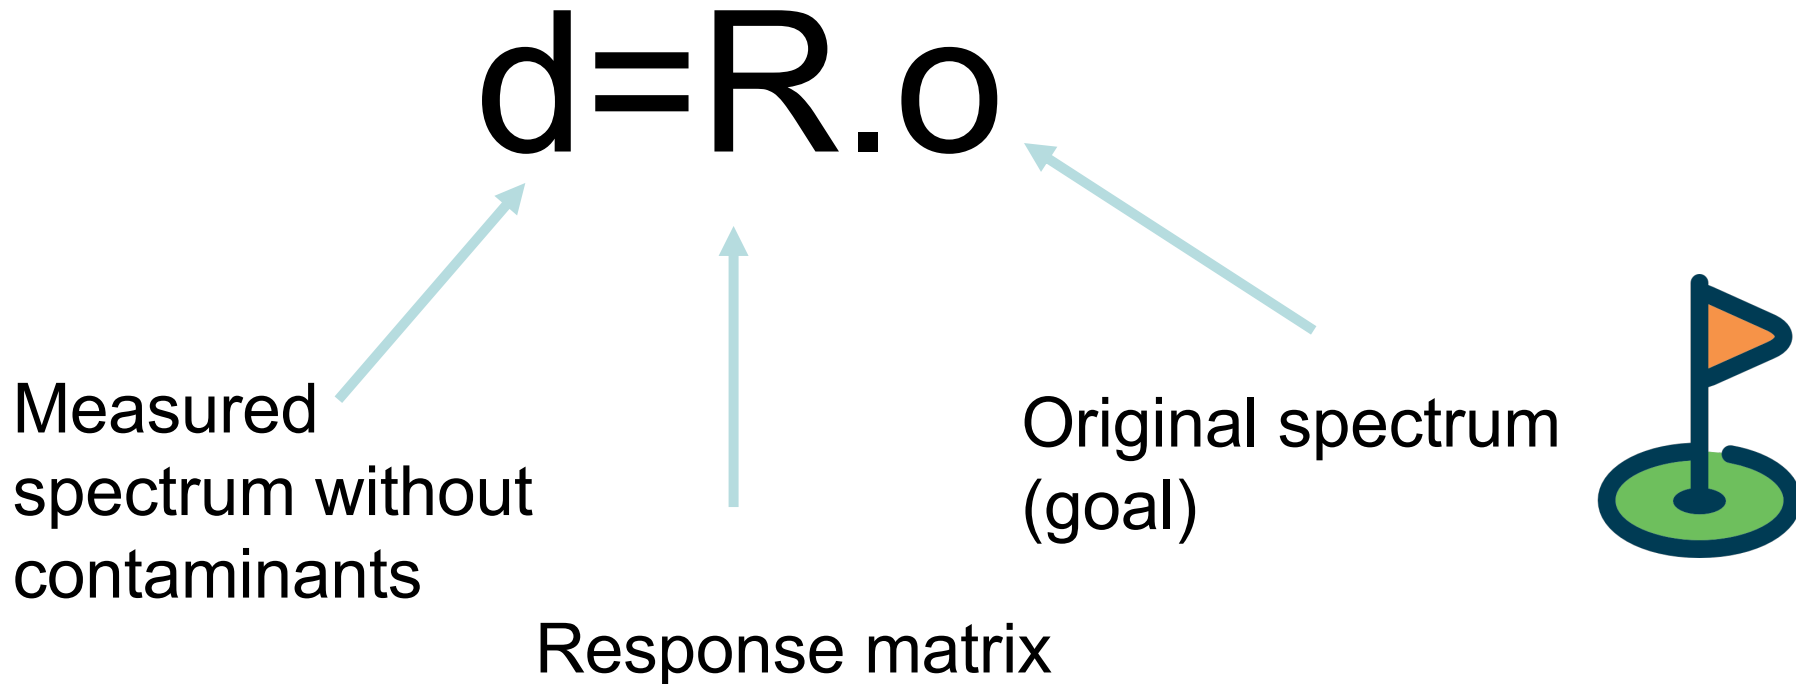 d=R.o
Measured
spectrum without
contaminants
Response matrix
Original spectrum
(goal)